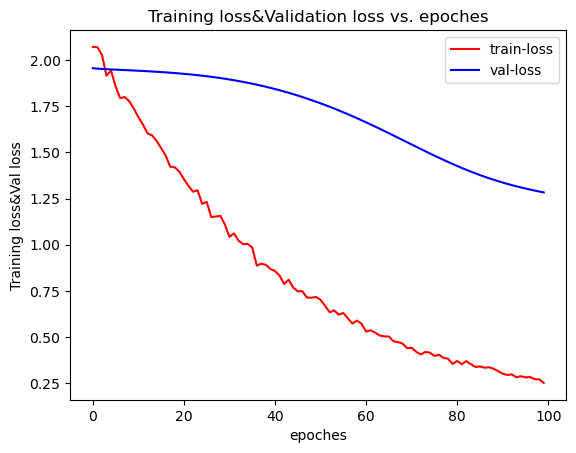 Training loss&Validation loss vs. epoches
train-loss
val-loss
Training loss&Val loss
2.00
1.75
1.50
1.25
1.00
0.75
0.50
0.25
0
20
40
60
80
100
epoches